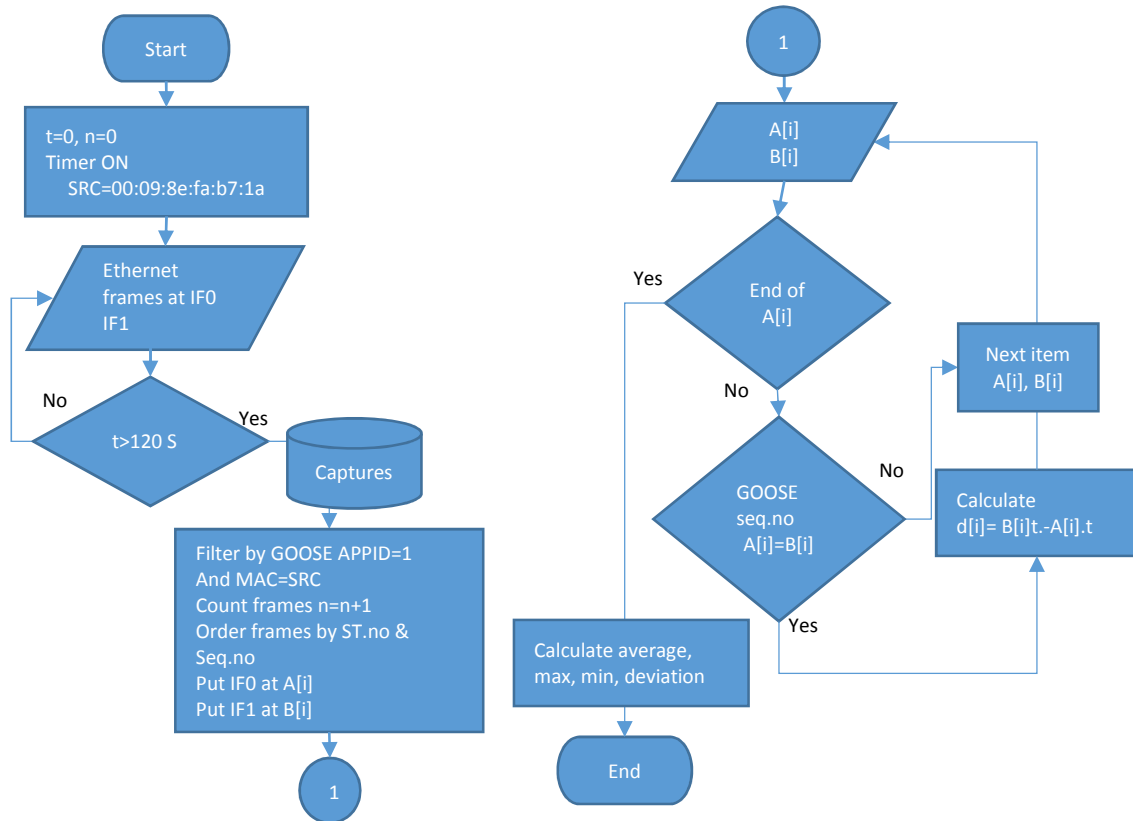 Start
t=0, n=0
Timer ON
SRC=00:09:8e:fa:b7:1a
Ethernet
frames at IF0
IF1
No
t>120 S
Yes
Captures
Filter by GOOSE APPID=1
And MAC=SRC
Count frames n=n+1
Order frames by ST.no &
Seq.no
Put IF0 at A[i]
Put IF1 at B[i]
1
1
A[i]
B[i]
Yes
End of
A[i]
No
Next item
A[i], B[i]
No
GOOSE
seq.no
A[i]=B[i]
Calculate
d[i]= B[i]t.-A[i].t
Yes
Calculate average,
max, min, deviation
End